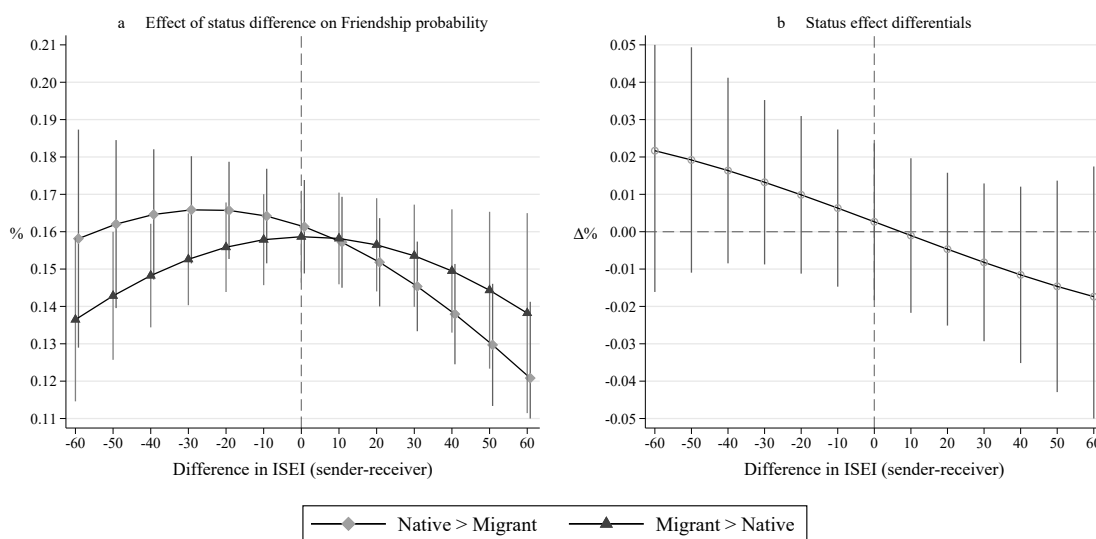 a Effect of status difference on Friendship probability
0.21
0.20
0.19
0.18
0.17
%
0.16
0.15
0.14
0.13
0.12
0.11
-60 -50 -40 -30 -20 -10 0 10 20 30 40 50 60
Difference in ISEI (sender-receiver)
b Status effect differentials
0.05
0.04
0.03
0.02
0.01
Δ%
0.00
-0.01
-0.02
-0.03
-0.04
-0.05
-60 -50 -40 -30 -20 -10 0 10 20 30 40 50 60
Difference in ISEI (sender-receiver)
Native > Migrant Migrant > Native